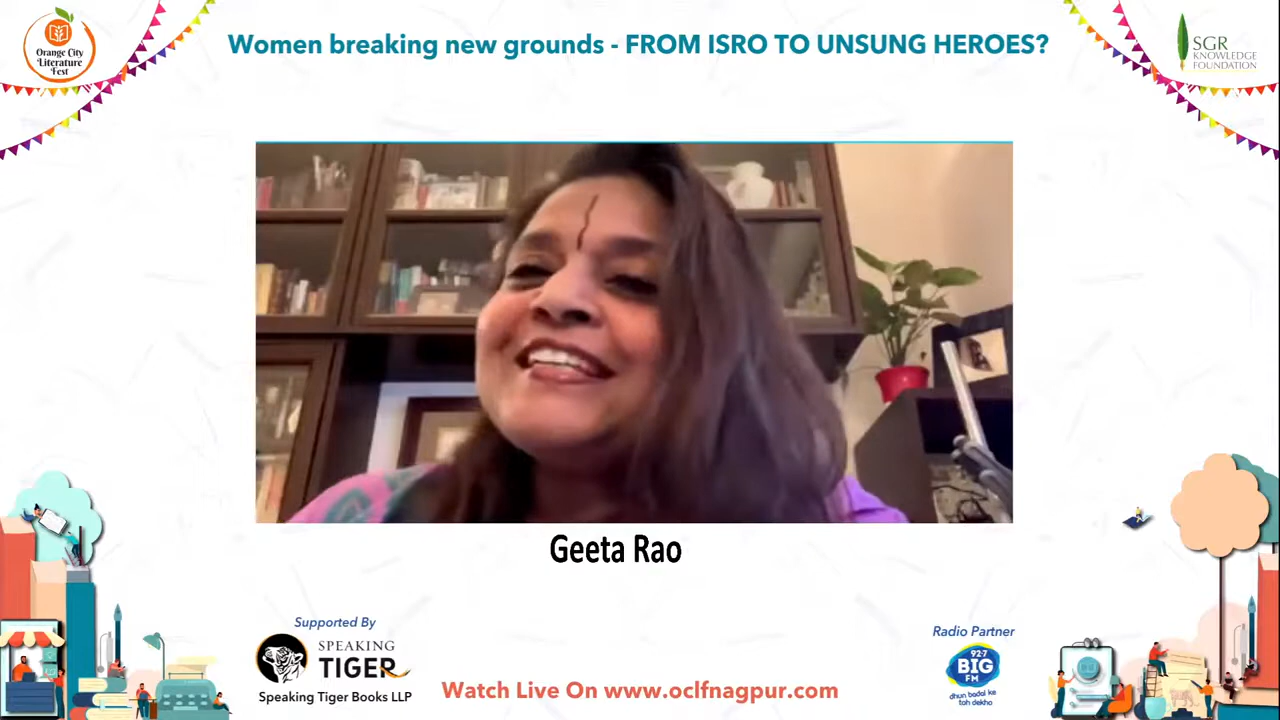 Orange City
Literature
Fest
Women breaking new grounds - FROM ISRO TO UNSUNG HEROES?
SGR
KNOWLEDGE
FOUNDATION
Geeta Rao
Supported By
SPEAKING
TIGER
Speaking Tiger Books LLP
Watch Live On www.oclfnagpur.com
Radio Partner
92.7
BIG
FM
dhun badal ke
toh dekho